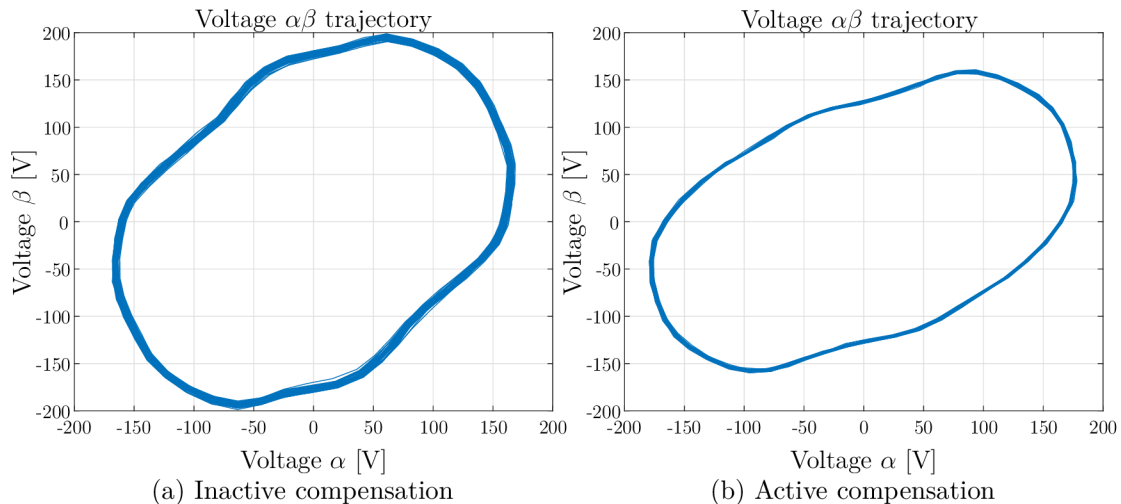 Voltage αβ trajectory
200
150
100
50
0
-50
-100
-150
-200
Voltage β [V]
-200 -150 -100 -50 0 50 100 150 200
Voltage α [V]
(a) Inactive compensation
Voltage αβ trajectory
200
150
100
50
0
-50
-100
-150
-200
Voltage β [V]
-200 -150 -100 -50 0 50 100 150 200
Voltage α [V]
(b) Active compensation